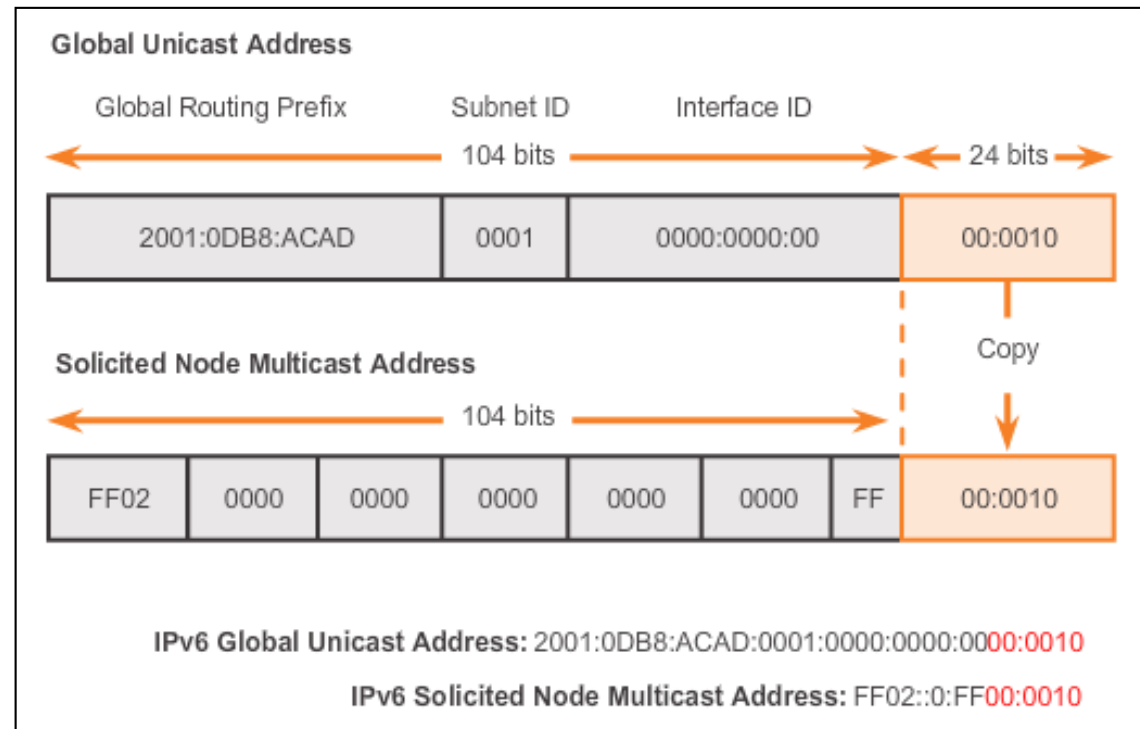 Global Unicast Address
Global Routing Prefix Subnet ID Interface ID
104 bits 24 bits
2001:0DB8:ACAD 0001 0000:0000:00 00:0010
Copy
Solicited Node Multicast Address
104 bits
FF02 0000 0000 0000 0000 0000 FF 00:0010
IPv6 Global Unicast Address: 2001:0DB8:ACAD:0001:0000:0000:0000:0010
IPv6 Solicited Node Multicast Address: FF02::0:FF00:0010